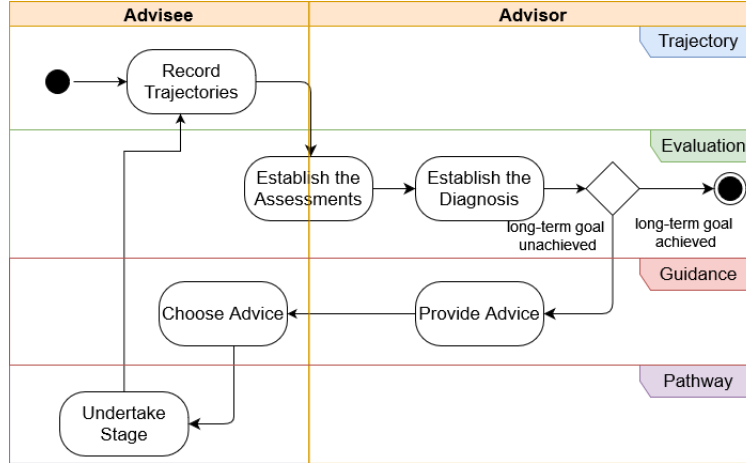 Advisee
Advisor
Trajectory
Record
Trajectories
Evaluation
Establish the
Assessments
Establish the
Diagnosis
long-term goal
unachieved
long-term goal
achieved
Guidance
Choose Advice
Provide Advice
Pathway
Undertake
Stage